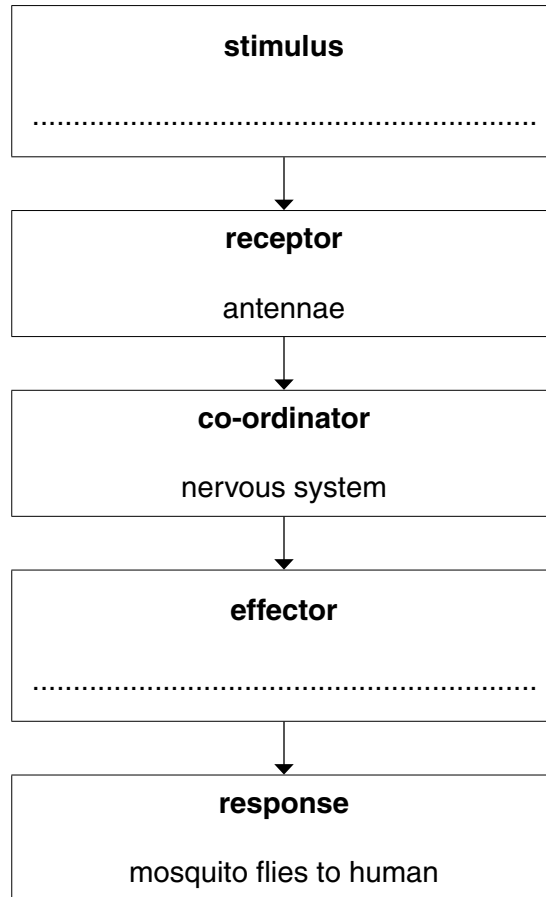 stimulus
..............................................................
receptor
antennae
co-ordinator
nervous system
effector
..............................................................
response
mosquito flies to human